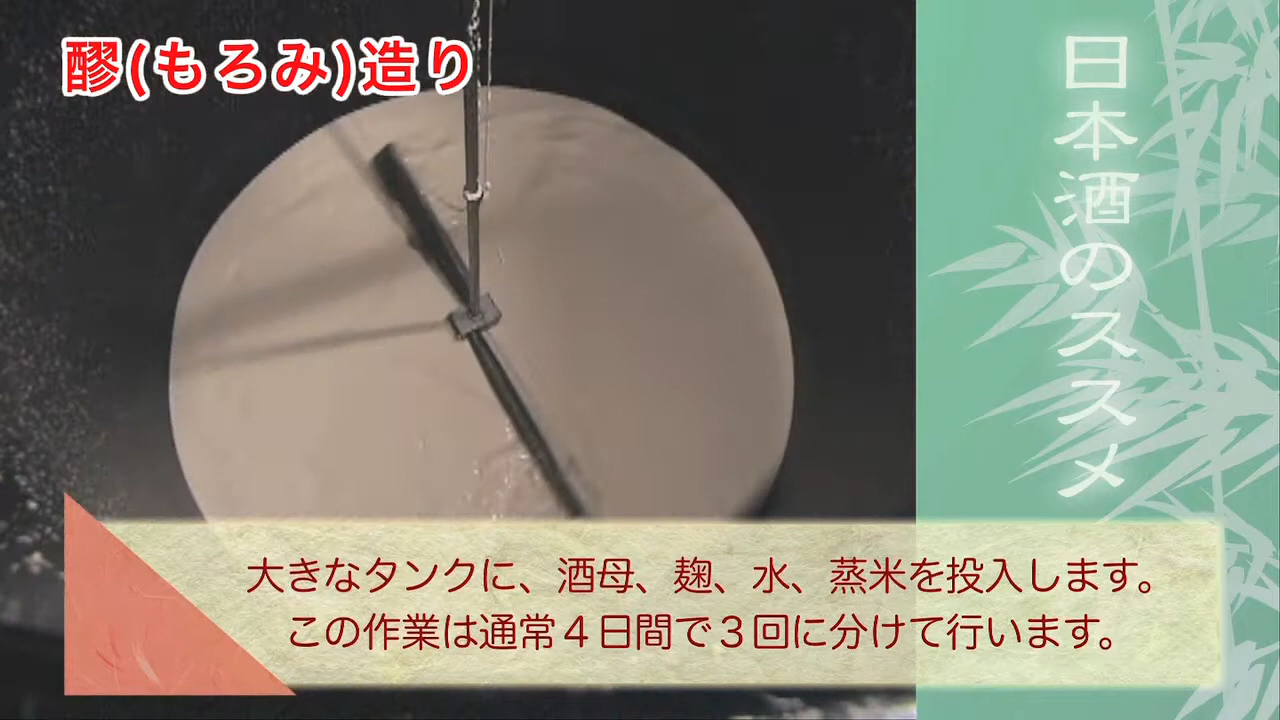 醪(もろみ)造り
日本酒のススメ
大きなタンクに、酒母、麹、水、蒸米を投入します。
この作業は通常４日間で３回に分けて行います。